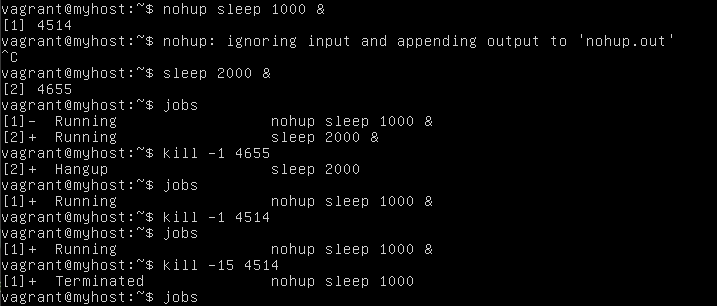 vagrant@myhost:~$ nohup sleep 1000 &
[1] 4514
vagrant@myhost:~$ nohup: ignoring input and appending output to 'nohup.out'
^C
vagrant@myhost:~$ sleep 2000 &
[2] 4655
vagrant@myhost:~$ jobs
[1]-  Running                 nohup sleep 1000 &
[2]+  Running                 sleep 2000 &
vagrant@myhost:~$ kill -1 4655
[2]+  Hangup                  sleep 2000
vagrant@myhost:~$ jobs
[1]+  Running                 nohup sleep 1000 &
vagrant@myhost:~$ kill -1 4514
vagrant@myhost:~$ jobs
[1]+  Running                 nohup sleep 1000 &
vagrant@myhost:~$ kill -15 4514
[1]+  Terminated              nohup sleep 1000
vagrant@myhost:~$ jobs